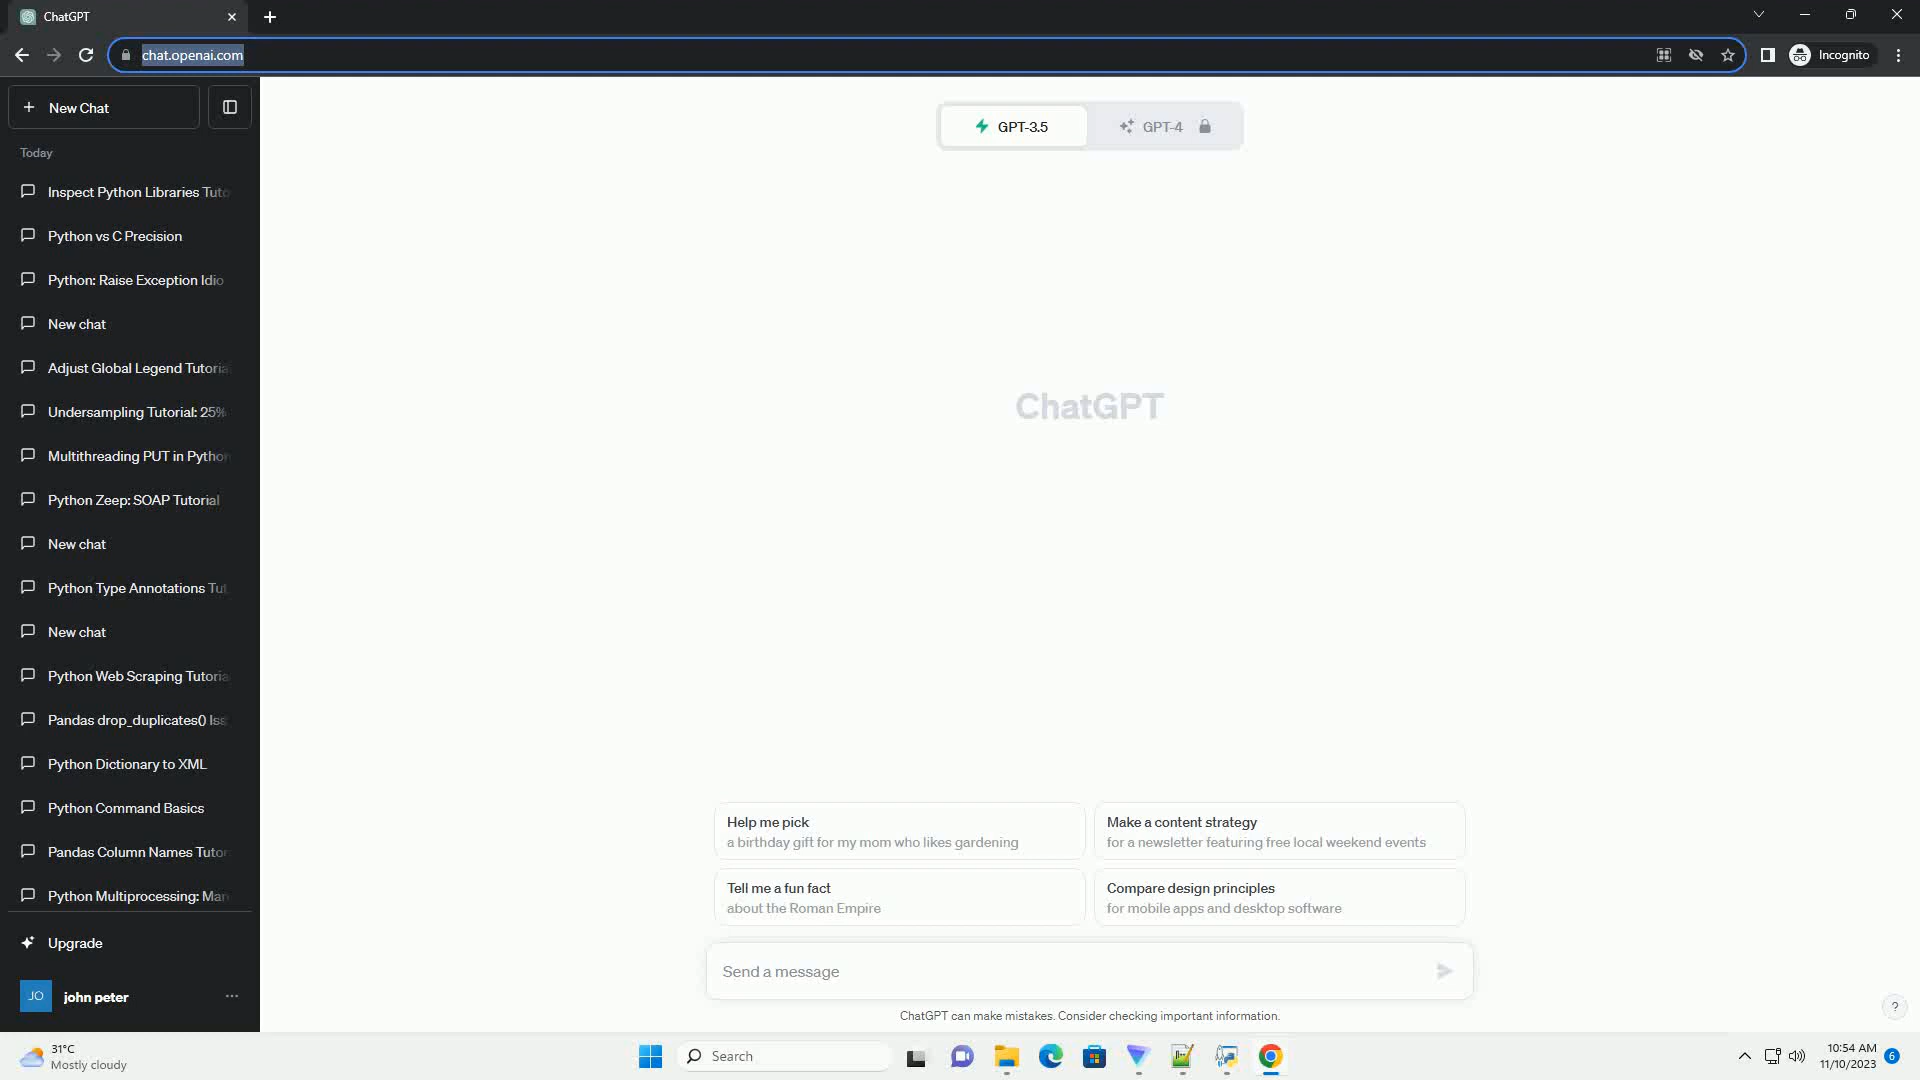 ChatGPT
chat.openai.com
Incognito
New Chat
Today
Inspect Python Libraries Tuto
Python vs C Precision
Python: Raise Exception Idio
New chat
Adjust Global Legend Tutoria
Undersampling Tutorial: 25%
Multithreading PUT in Python
Python Zeep: SOAP Tutorial
New chat
Python Type Annotations Tut
New chat
Python Web Scraping Tutoria
Pandas drop_duplicates() Iss
Python Dictionary to XML
Python Command Basics
Pandas Column Names Tutor
Python Multiprocessing: Man
Upgrade
JO
john peter
GPT-3.5
GPT-4
ChatGPT
Help me pick
a birthday gift for my mom who likes gardening
Make a content strategy
for a newsletter featuring free local weekend events
Tell me a fun fact
about the Roman Empire
Compare design principles
for mobile apps and desktop software
Send a message
ChatGPT can make mistakes. Consider checking important information.
?
31°C
Mostly cloudy
Search
10:54 AM
11/10/2023
6